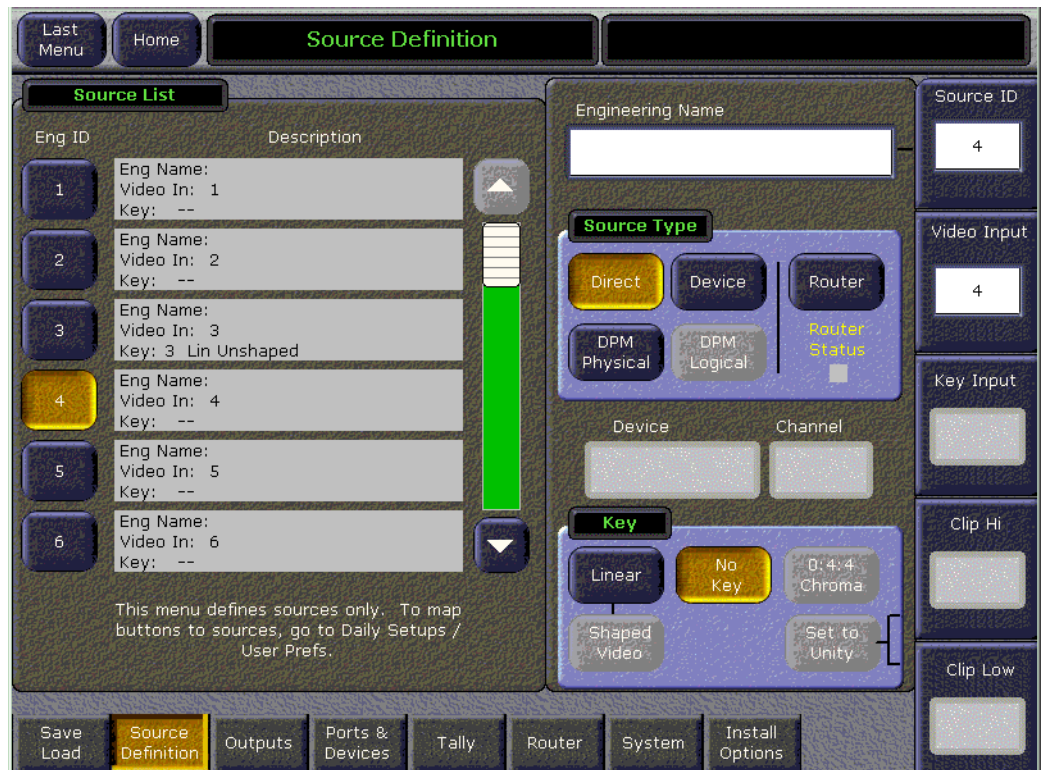 Last
Menu
Home
Source Definition
Source List
Eng ID
Description
1
Eng Name:
Video In: 1
Key: --
2
Eng Name:
Video In: 2
Key: --
3
Eng Name:
Video In: 3
Key: 3 Lin Unshaped
4
Eng Name:
Video In: 4
Key: --
5
Eng Name:
Video In: 5
Key: --
6
Eng Name:
Video In: 6
Key: --
This menu defines sources only. To map
buttons to sources, go to Daily Setups /
User Prefs.
Engineering Name
Source Type
Direct
Device
Router
DPM
Physical
DPM
Logical
Router
Status
Device
Channel
Key
Linear
No
Key
0:4:4
Chroma
Shaped
Video
Set to
Unity
Source ID
4
Video Input
4
Key Input
Clip Hi
Clip Low
Save
Load
Source
Definition
Outputs
Ports &
Devices
Tally
Router
System
Install
Options